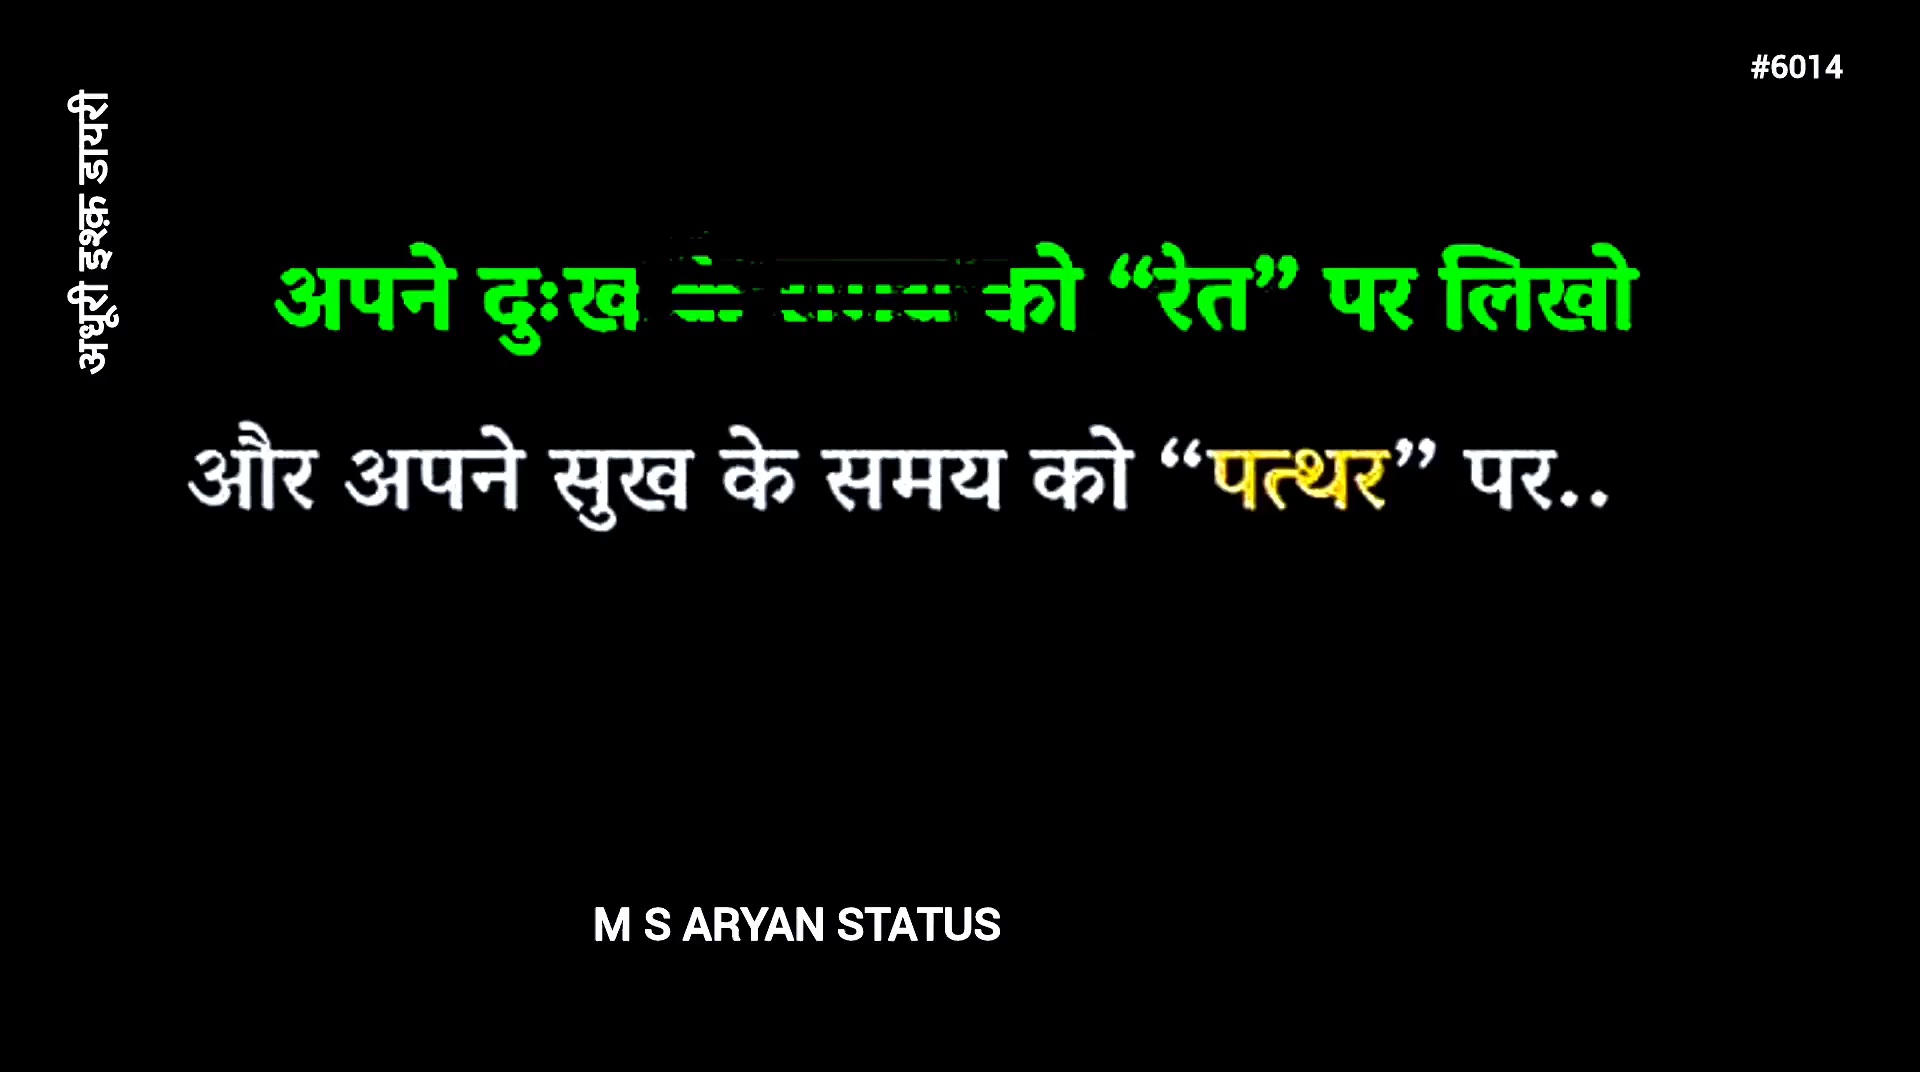 #6014
अधूरी इश्क़ डायरी
अपने दुःख को “रेत” पर लिखो
और अपने सुख के समय को “पत्थर” पर..
M S ARYAN STATUS